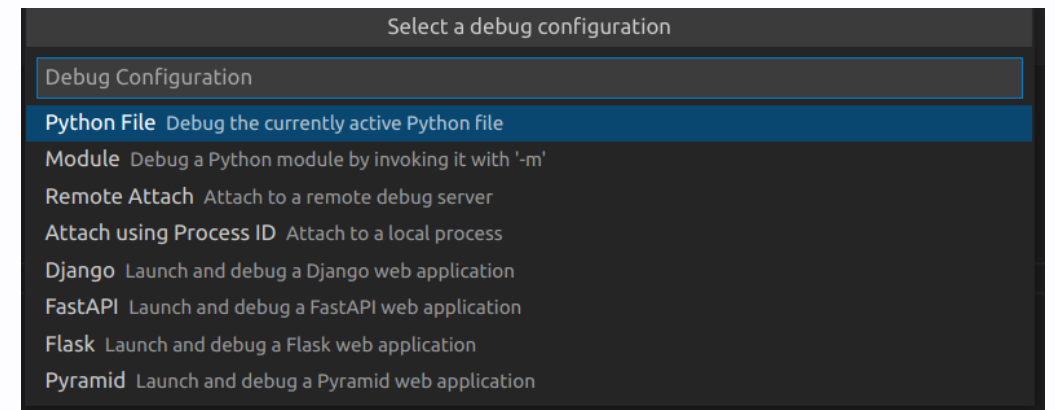 Select a debug configuration
Debug Configuration
Python File Debug the currently active Python file
Module Debug a Python module by invoking it with '-m'
Remote Attach Attach to a remote debug server
Attach using Process ID Attach to a local process
Django Launch and debug a Django web application
FastAPI Launch and debug a FastAPI web application
Flask Launch and debug a Flask web application
Pyramid Launch and debug a Pyramid web application